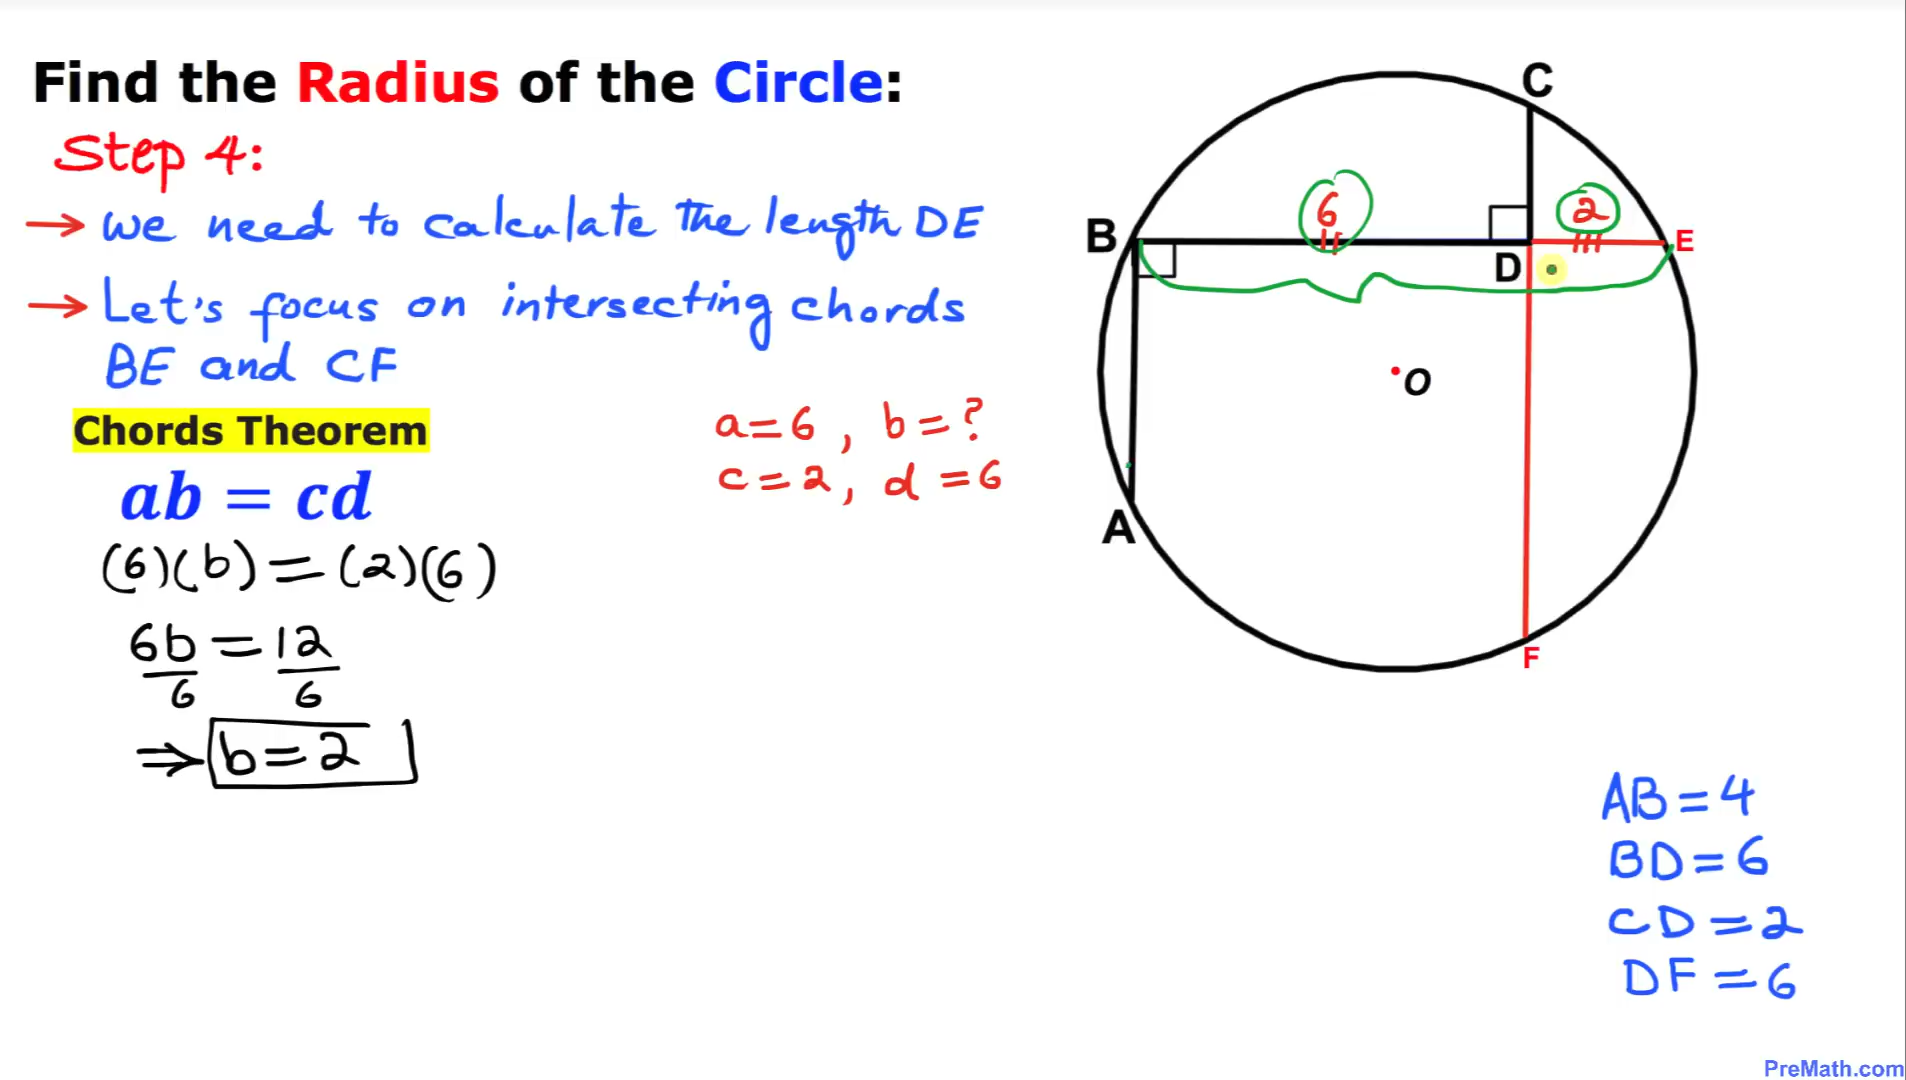 Find the Radius of the Circle:
Step 4:
→ we need to calculate the length DE
→ Let's focus on intersecting chords
BE and CF
Chords Theorem
ab = cd
(6)(b) = (2)(6)
6b = 12
6 6
⇒ b = 2
a = 6 , b = ?
c = 2, d = 6
C
6
2
B
E
D
O
A
F
AB = 4
BD = 6
CD = 2
DF = 6
PreMath.com